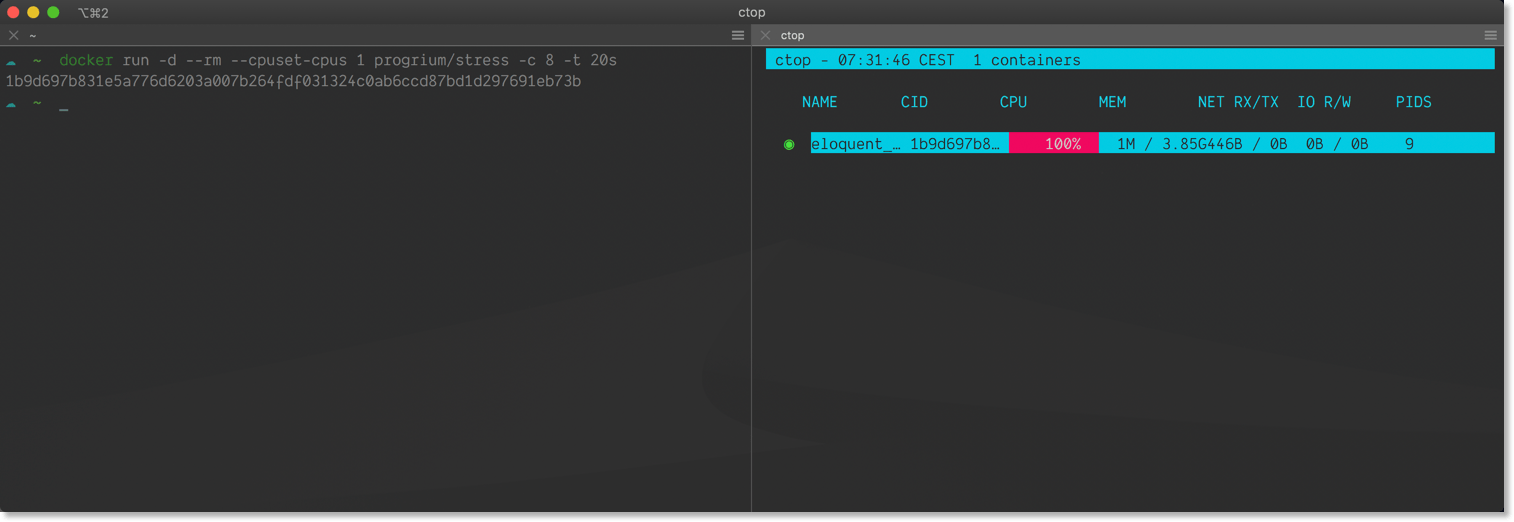 ⌥⌘2
ctop
~
ctop
~ docker run -d --rm --cpuset-cpus 1 progrium/stress -c 8 -t 20s
1b9d697b831e5a776d6203a007b264fdf031324c0ab6ccd87bd1d297691eb73b
~ _
ctop - 07:31:46 CEST 1 containers
NAME CID CPU MEM NET RX/TX IO R/W PIDS
eloquent_… 1b9d697b8… 100% 1M / 3.85G446B / 0B 0B / 0B 9